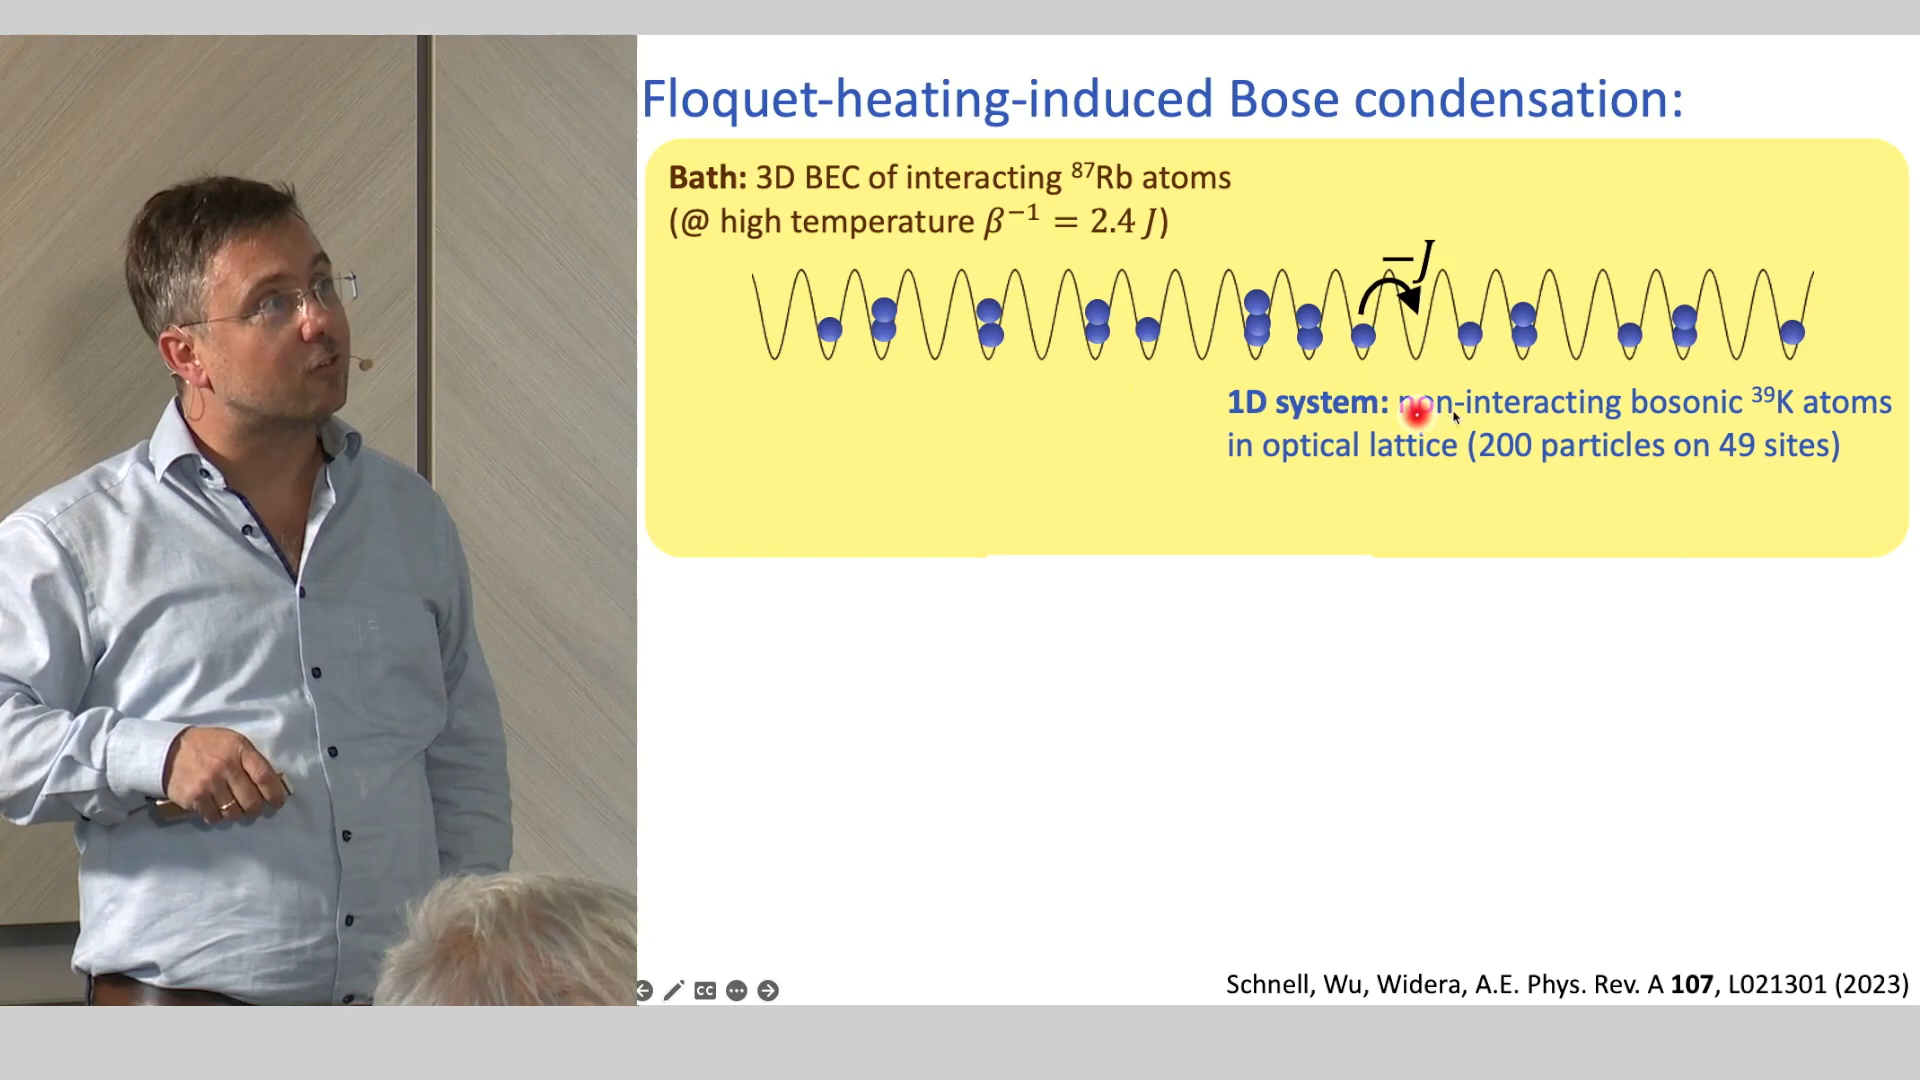 Floquet-heating-induced Bose condensation:
Bath: 3D BEC of interacting ⁸⁷Rb atoms
(@ high temperature β⁻¹ = 2.4 J)
−J
1D system: non-interacting bosonic ³⁹K atoms
in optical lattice (200 particles on 49 sites)
CC
Schnell, Wu, Widera, A.E. Phys. Rev. A 107, L021301 (2023)